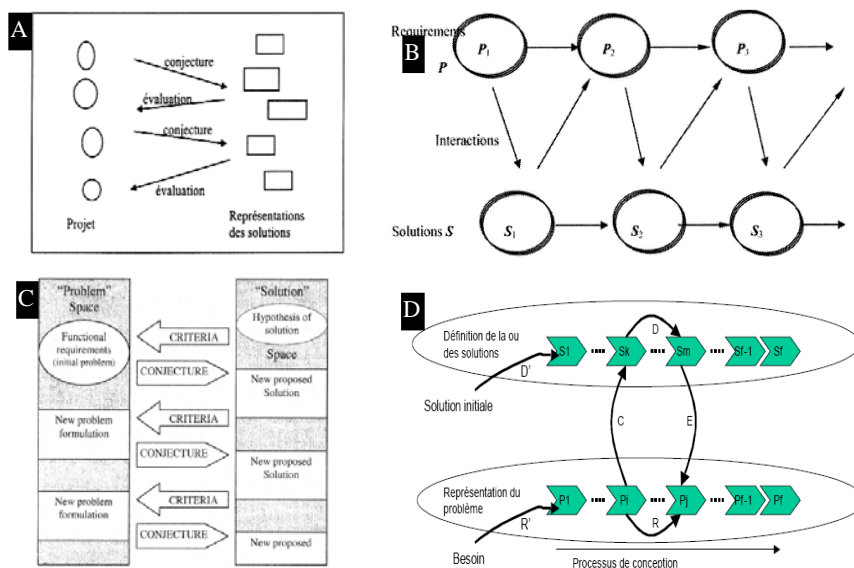 A
conjecture
évaluation
conjecture
évaluation
Projet
Représentations
des solutions
B
Requirements
P
P1
P2
P3
Interactions
Solutions S
S1
S2
S3
C
"Problem"
Space
Functional
requirements
(initial problem)
New problem
formulation
New problem
formulation
CRITERIA
CONJECTURE
CRITERIA
CONJECTURE
CRITERIA
CONJECTURE
"Solution"
Hypothesis of
solution
Space
New proposed
Solution
New proposed
Solution
New proposed
D
Définition de la ou
des solutions
S1
Sk
D
Sm
Sf-1
Sf
D'
Solution initiale
C
E
Représentation du
problème
P1
Pi
Pj
Pf-1
Pf
R'
R
Besoin
Processus de conception